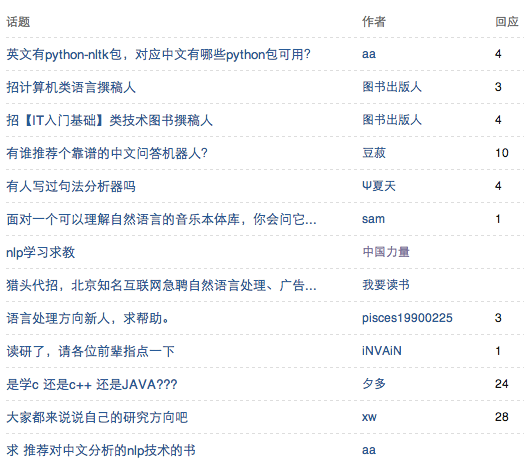 话题 作者 回应
英文有python-nltk包，对应中文有哪些python包可用? aa 4
招计算机类语言撰稿人 图书出版人 3
招【IT入门基础】类技术图书撰稿人 图书出版人 4
有谁推荐个靠谱的中文问答机器人? 豆菽 10
有人写过句法分析器吗 Ψ夏天 4
面对一个可以理解自然语言的音乐本体库，你会问它... sam 1
nlp学习求教 中国力量
猎头代招，北京知名互联网急聘自然语言处理、广告... 我要读书
语言处理方向新人，求帮助。 pisces19900225 3
读研了，请各位前辈指点一下 iNVAiN 1
是学c 还是c++ 还是JAVA??? 夕多 24
大家都来说说自己的研究方向吧 xw 28
求 推荐对中文分析的nlp技术的书 aa